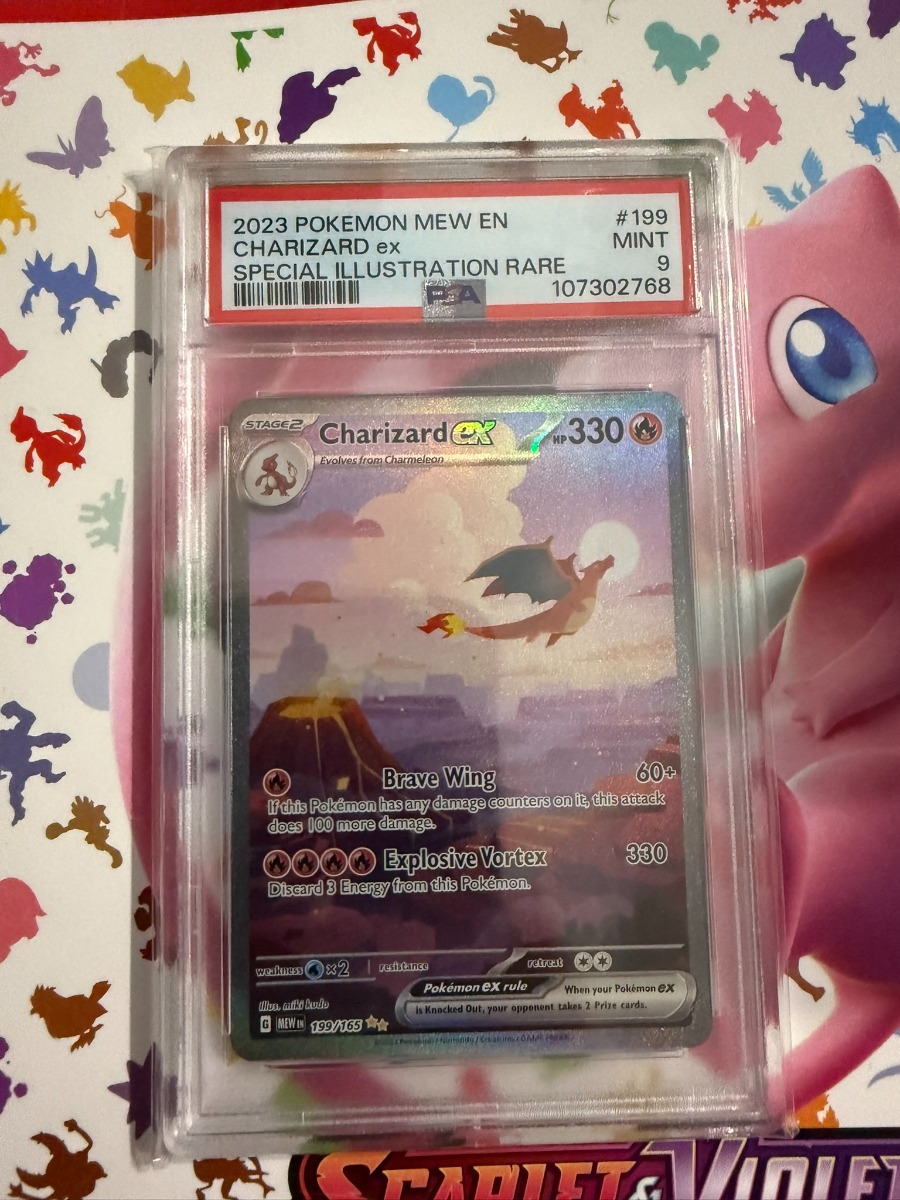 2023 POKEMON MEW EN #199
CHARIZARD ex MINT
SPECIAL ILLUSTRATION RARE 9
PSA 107302768
STAGE2 Charizard ex HP 330
Evolves from Charmeleon
Brave Wing 60+
If this Pokémon has any damage counters on it, this attack
does 100 more damage.
Explosive Vortex 330
Discard 3 Energy from this Pokémon.
weakness ×2 resistance retreat
Pokémon ex rule When your Pokémon ex
is Knocked Out, your opponent takes 2 Prize cards.
Illus. miki kudo
G MEW EN 199/165
SCARLET & VIOLET